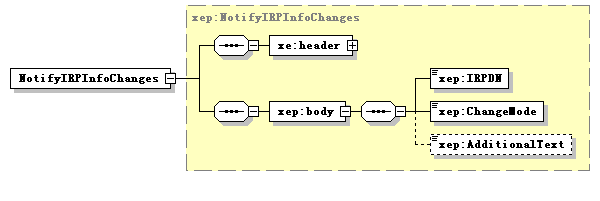 xep:NotifyIRPInfoChanges
xe:header
NotifyIRPInfoChanges
xep:IRPDN
xep:body
xep:ChangeMode
xep:AdditionalText